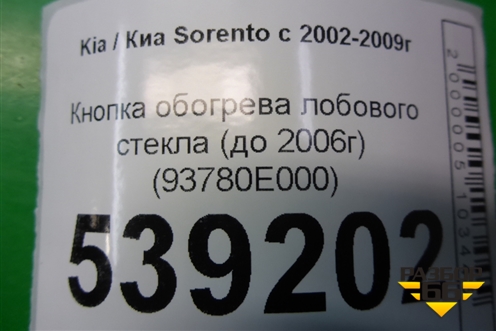 Kia / Киа Sorento с 2002-2009г
Кнопка обогрева лобового
стекла (до 2006г)
(93780E000)
539202